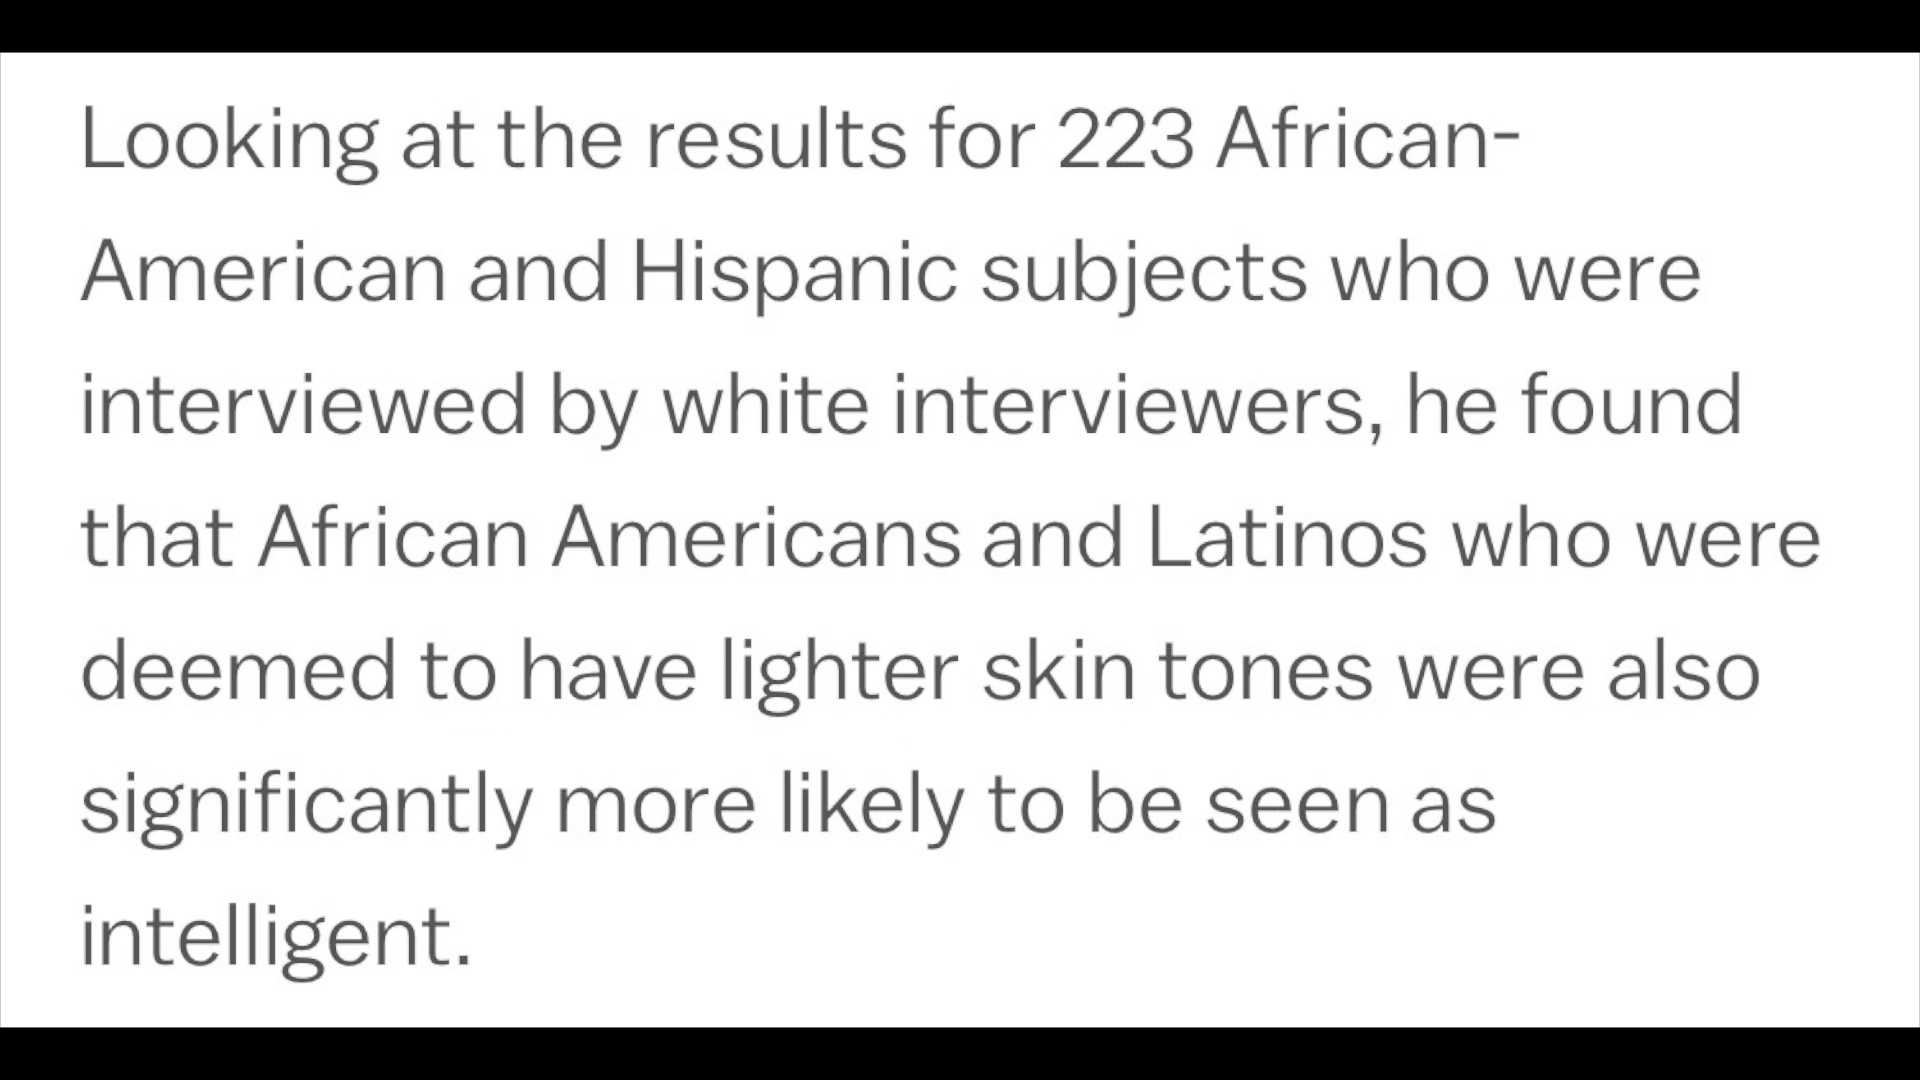 Looking at the results for 223 African-
American and Hispanic subjects who were
interviewed by white interviewers, he found
that African Americans and Latinos who were
deemed to have lighter skin tones were also
significantly more likely to be seen as
intelligent.